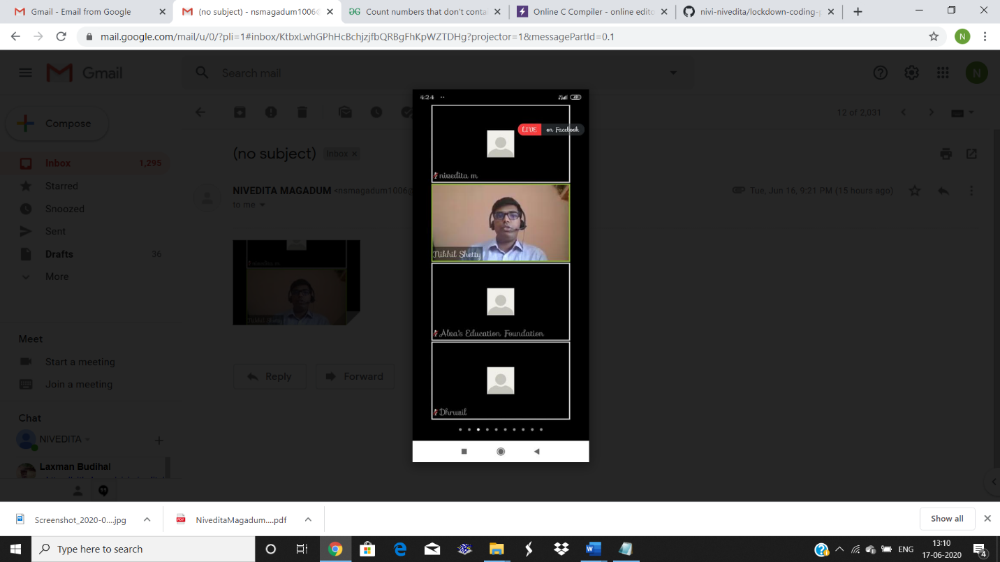 Gmail - Email from Google
(no subject) - nsmagadum1006@
Count numbers that don't conta
Online C Compiler - online edito
nivi-nivedita/lockdown-coding-p
mail.google.com/mail/u/0/?pli=1#inbox/KtbxLwhGPhHcBchjzjfbQRBgFhKpWZTDHg?projector=1&messagePartId=0.1
N
Gmail
Search mail
N
Compose
12 of 2,031
Inbox 1,295
Starred
Snoozed
Sent
Drafts 36
More
(no subject) Inbox x
NIVEDITA MAGADUM <nsmagadum1006@
Tue, Jun 16, 9:21 PM (15 hours ago)
to me
Reply
Forward
4:24
LIVE on Facebook
nivedita m
Nikhil Shetty
Alva's Education Foundation
Dhruvil
Meet
Start a meeting
Join a meeting
Chat
NIVEDITA
Laxman Budihal
Screenshot_2020-0....jpg
PDF
NiveditaMagadum....pdf
Show all
Type here to search
ENG
13:10
17-06-2020
4